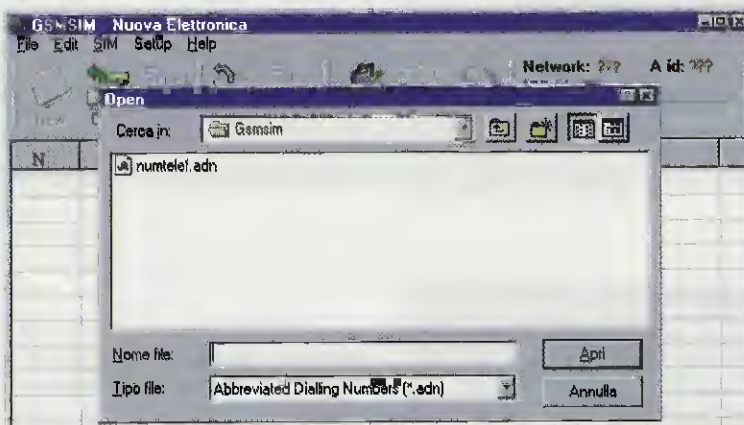 GSMSIM Nuova Elettronica
File Edit SIM Setup Help
Network: ??? A id: ???
Open
Cerca in: Gsmsim
N
numtelef.adn
Nome file: Apri
Tipo file: Abbreviated Dialling Numbers (*.adn) Annulla